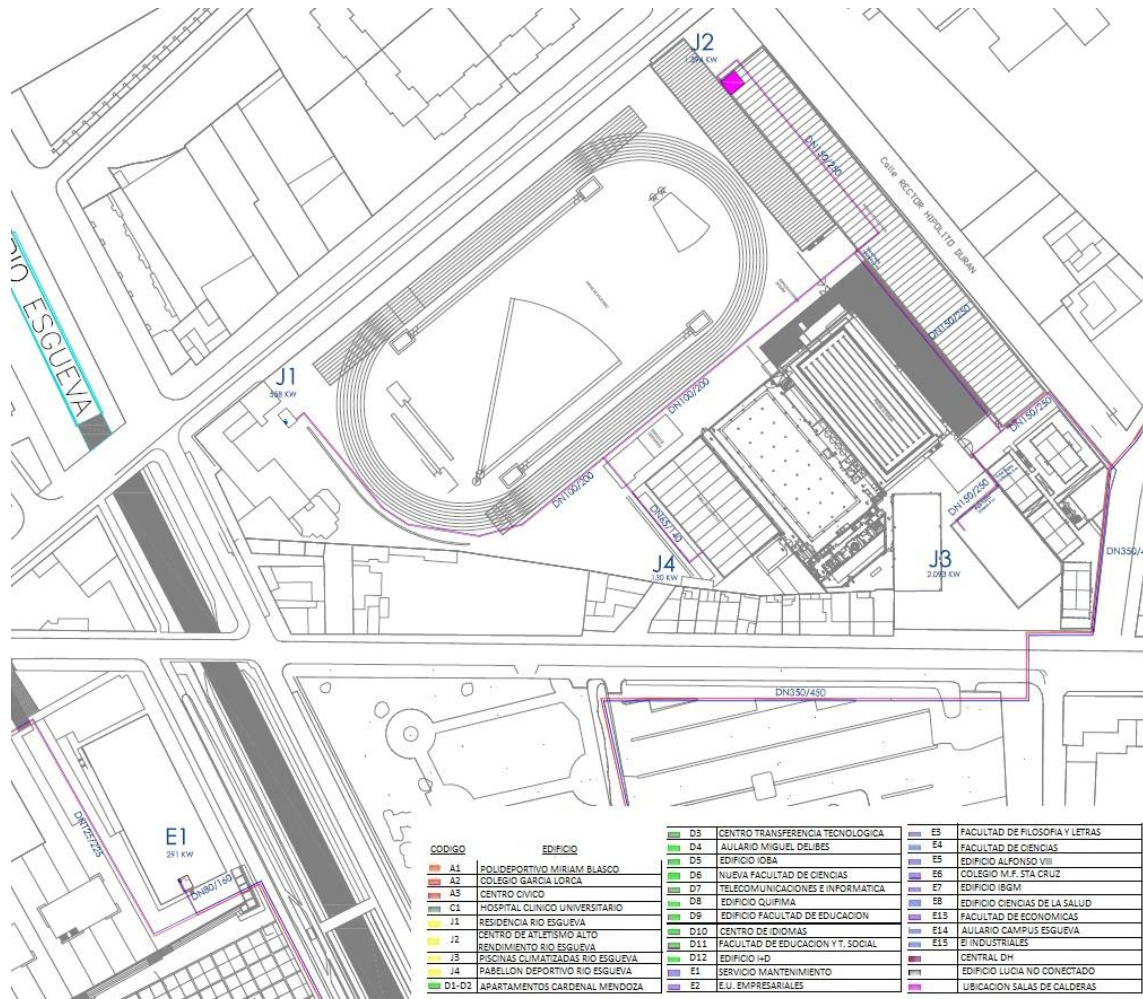 J2
DN150/250
Calle RECTOR HIPOLITO DURAN
RIO ESGUEVA
J1
558 KW
DN150/250
DN100/200
DN150/250
DN100/200
DN150/250
DN65/140
J4
130 KW
J3
2.093 KW
DN350/4
DN350/450
DN125/225
E1
291 KW
DN80/160
CODIGO EDIFICIO
A1 POLIDEPORTIVO MIRIAM BLASCO
A2 COLEGIO GARCIA LORCA
A3 CENTRO CIVICO
C1 HOSPITAL CLINICO UNIVERSITARIO
J1 RESIDENCIA RIO ESGUEVA
J2 CENTRO DE ATLETISMO ALTO
RENDIMIENTO RIO ESGUEVA
J3 PISCINAS CLIMATIZADAS RIO ESGUEVA
J4 PABELLON DEPORTIVO RIO ESGUEVA
D1-D2 APARTAMENTOS CARDENAL MENDOZA
D3 CENTRO TRANSFERENCIA TECNOLOGICA
D4 AULARIO MIGUEL DELIBES
D5 EDIFICIO IOBA
D6 NUEVA FACULTAD DE CIENCIAS
D7 TELECOMUNICACIONES E INFORMATICA
D8 EDIFICIO QUIFIMA
D9 EDIFICIO FACULTAD DE EDUCACION
D10 CENTRO DE IDIOMAS
D11 FACULTAD DE EDUCACION Y T. SOCIAL
D12 EDIFICIO I+D
E1 SERVICIO MANTENIMIENTO
E2 E.U. EMPRESARIALES
E3 FACULTAD DE FILOSOFIA Y LETRAS
E4 FACULTAD DE CIENCIAS
E5 EDIFICIO ALFONSO VIII
E6 COLEGIO M.F. STA CRUZ
E7 EDIFICIO IBGM
E8 EDIFICIO CIENCIAS DE LA SALUD
E13 FACULTAD DE ECONOMICAS
E14 AULARIO CAMPUS ESGUEVA
E15 EI INDUSTRIALES
CENTRAL DH
EDIFICIO LUCIA NO CONECTADO
UBICACION SALAS DE CALDERAS